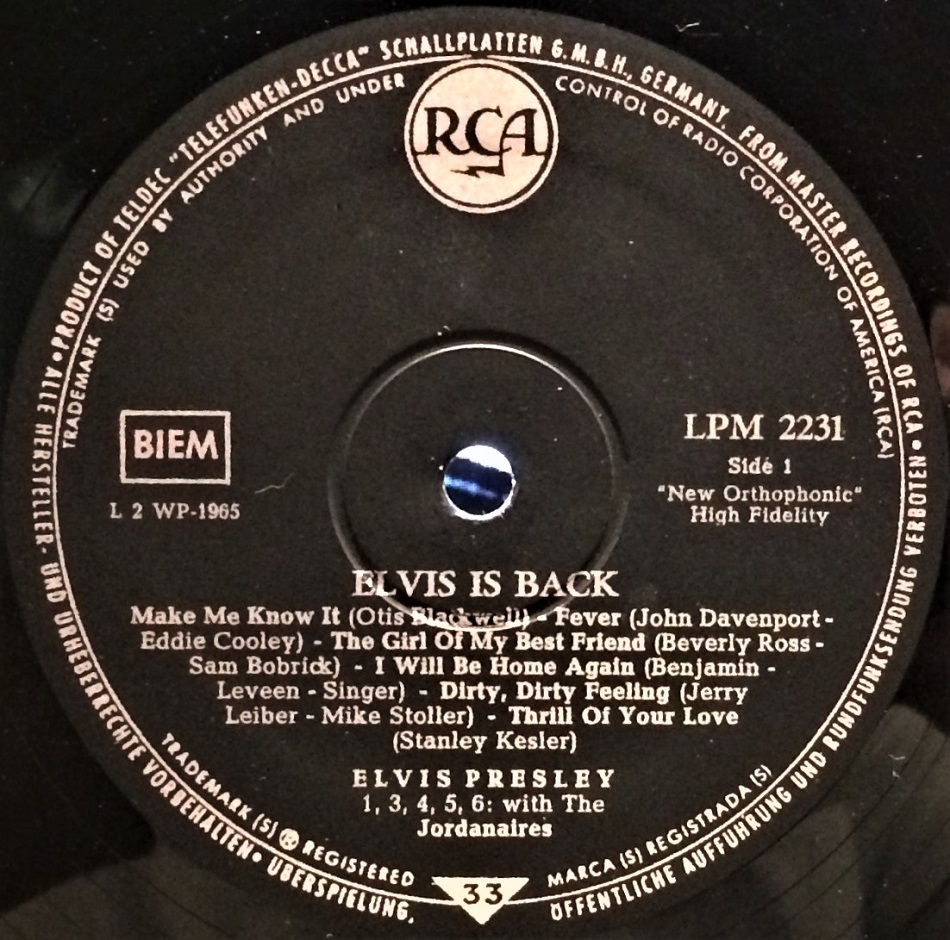 • PRODUCT OF TELDEC "TELEFUNKEN-DECCA" SCHALLPLATTEN G.M.B.H., GERMANY. FROM MASTER RECORDINGS OF RCA •
TRADEMARK (S) USED BY AUTHORITY AND UNDER CONTROL OF RADIO CORPORATION OF AMERICA (RCA)
RCA
BIEM
L 2 WP-1965
LPM 2231
Side 1
"New Orthophonic"
High Fidelity
ELVIS IS BACK
Make Me Know It (Otis Blackwell) - Fever (John Davenport -
Eddie Cooley) - The Girl Of My Best Friend (Beverly Ross -
Sam Bobrick) - I Will Be Home Again (Benjamin -
Leveen - Singer) - Dirty, Dirty Feeling (Jerry
Leiber - Mike Stoller) - Thrill Of Your Love
(Stanley Kesler)
ELVIS PRESLEY
1, 3, 4, 5, 6: with The
Jordanaires
TRADEMARK (S) ® REGISTERED
MARCA (S) REGISTRADA (S)
33
ALLE HERSTELLER- UND URHEBERRECHTE VORBEHALTEN • ÜBERSPIELUNG, ÖFFENTLICHE AUFFÜHRUNG UND RUNDFUNKSENDUNG VERBOTEN